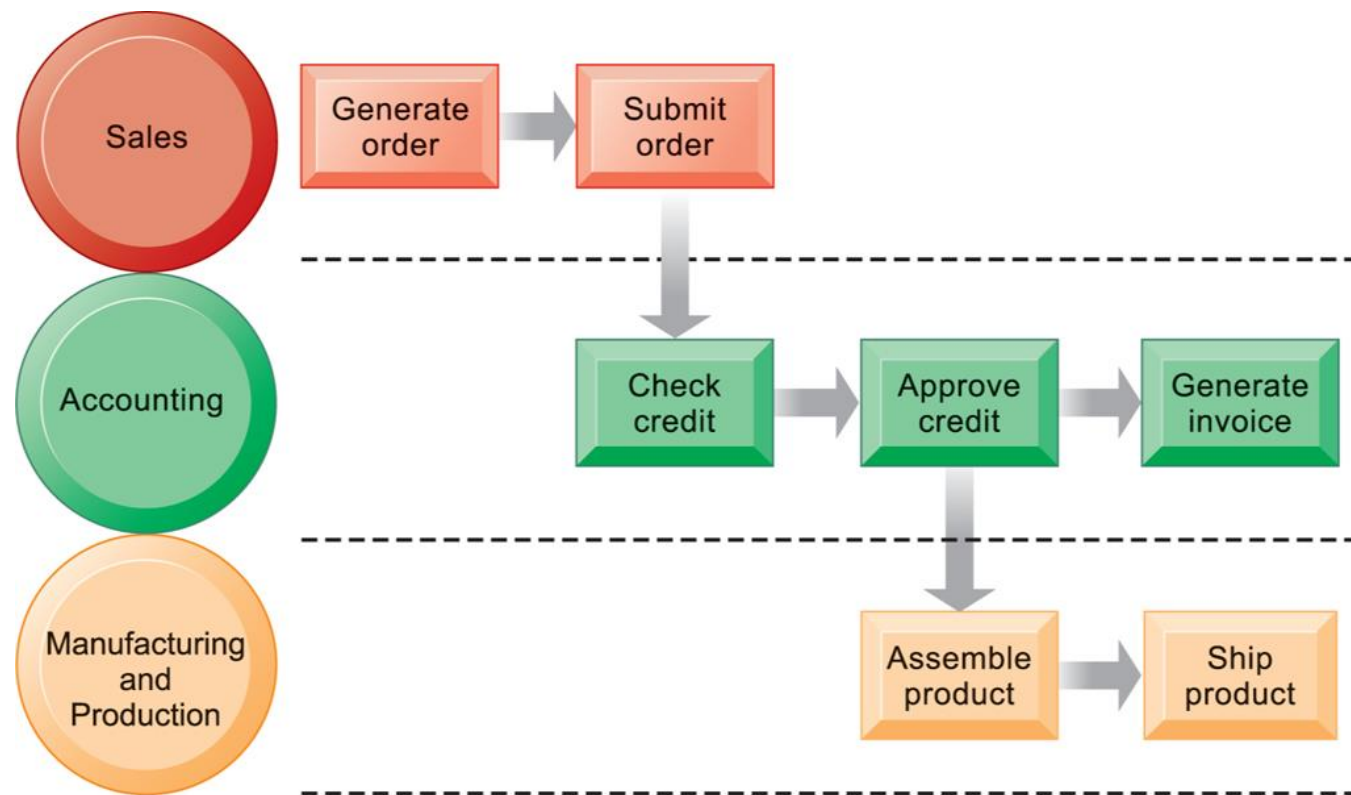 Sales
Generate
order
Submit
order
Accounting
Check
credit
Approve
credit
Generate
invoice
Manufacturing
and
Production
Assemble
product
Ship
product